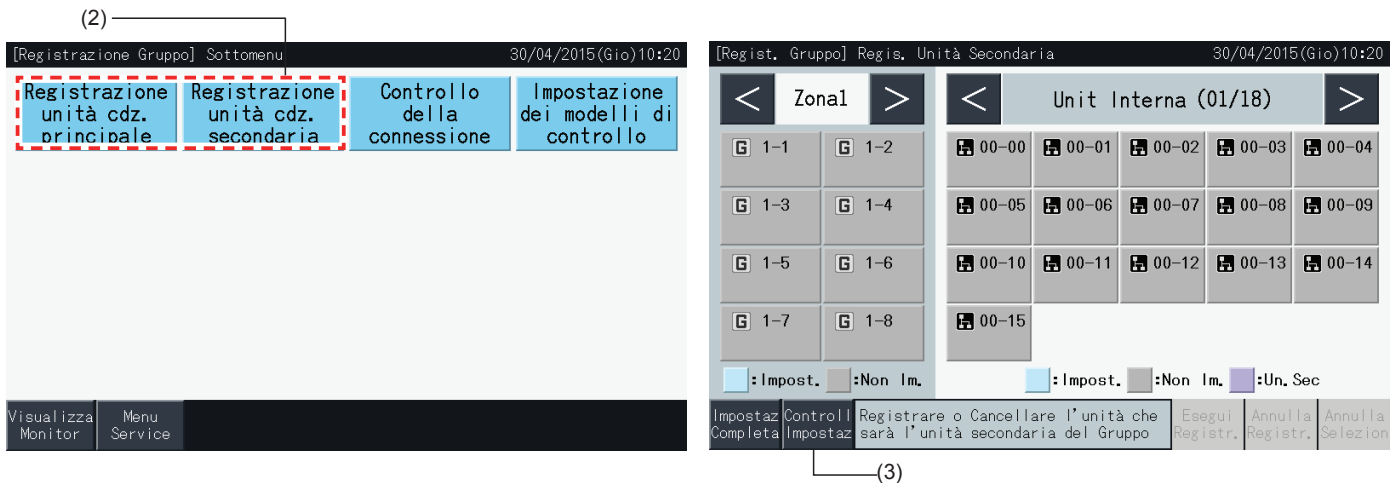 (2)
[Registrazione Gruppo] Sottomenu 30/04/2015(Gio)10:20
Registrazione
unità cdz.
principale
Registrazione
unità cdz.
secondaria
Controllo
della
connessione
Impostazione
dei modelli di
controllo
Visualizza
Monitor
Menu
Service
[Regist. Gruppo] Regis. Unità Secondaria 30/04/2015(Gio)10:20
< Zona1 >
< Unit Interna (01/18) >
G 1-1 G 1-2
G 1-3 G 1-4
G 1-5 G 1-6
G 1-7 G 1-8
00-00 00-01 00-02 00-03 00-04
00-05 00-06 00-07 00-08 00-09
00-10 00-11 00-12 00-13 00-14
00-15
:Impost. :Non Im.
:Impost. :Non Im. :Un. Sec
Impostaz
Completa
Controll
Impostaz
Registrare o Cancellare l'unità che
sarà l'unità secondaria del Gruppo
Esegui
Registr.
Annulla
Registr.
Annulla
Selezion
(3)